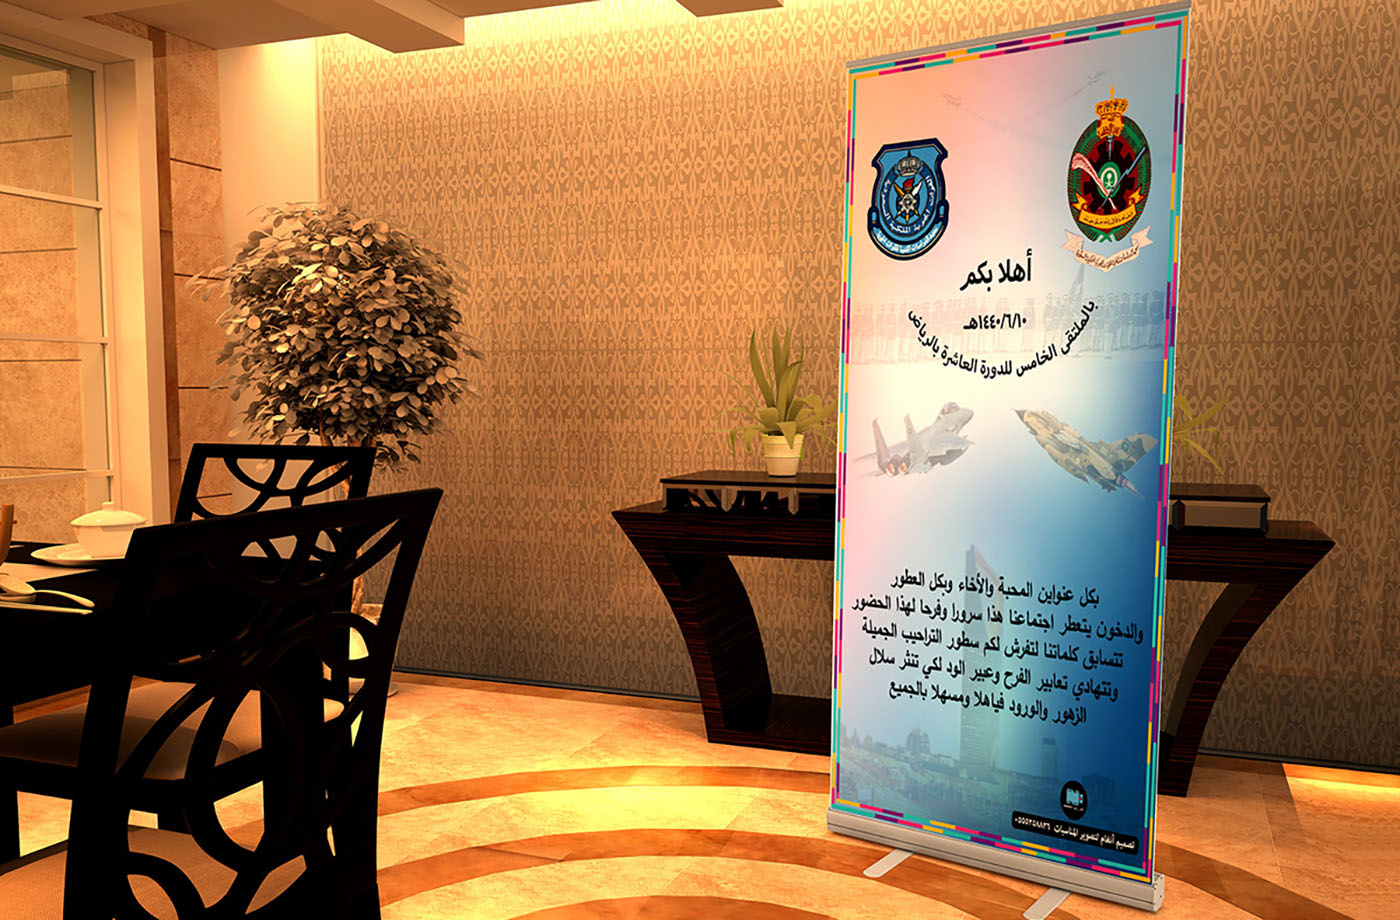 أهلا بكم
١٤٤٠/٦/١٠هـ
بالملتقى الخامس للدورة العاشرة بالرياض
بكل عنواين المحبة والأخاء وبكل العطور
والدخون يتعطر اجتماعنا هذا سرورا وفرحا لهذا الحضور
تتسابق كلماتنا لتفرش لكم سطور التراحيب الجميلة
وتتهادي تعابير الفرح وعبير الود لكي تنثر سلال
الزهور والورود فياهلا ومسهلا بالجميع
تصميم أنغام لتصوير المناسبات